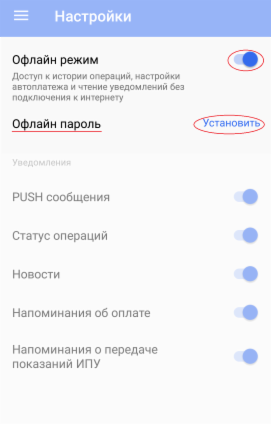 Настройки
Офлайн режим
Доступ к истории операций, настройки
автоплатежа и чтение уведомлений без
подключения к интернету
Офлайн пароль
Установить
Уведомления
PUSH сообщения
Статус операций
Новости
Напоминания об оплате
Напоминания о передаче
показаний ИПУ